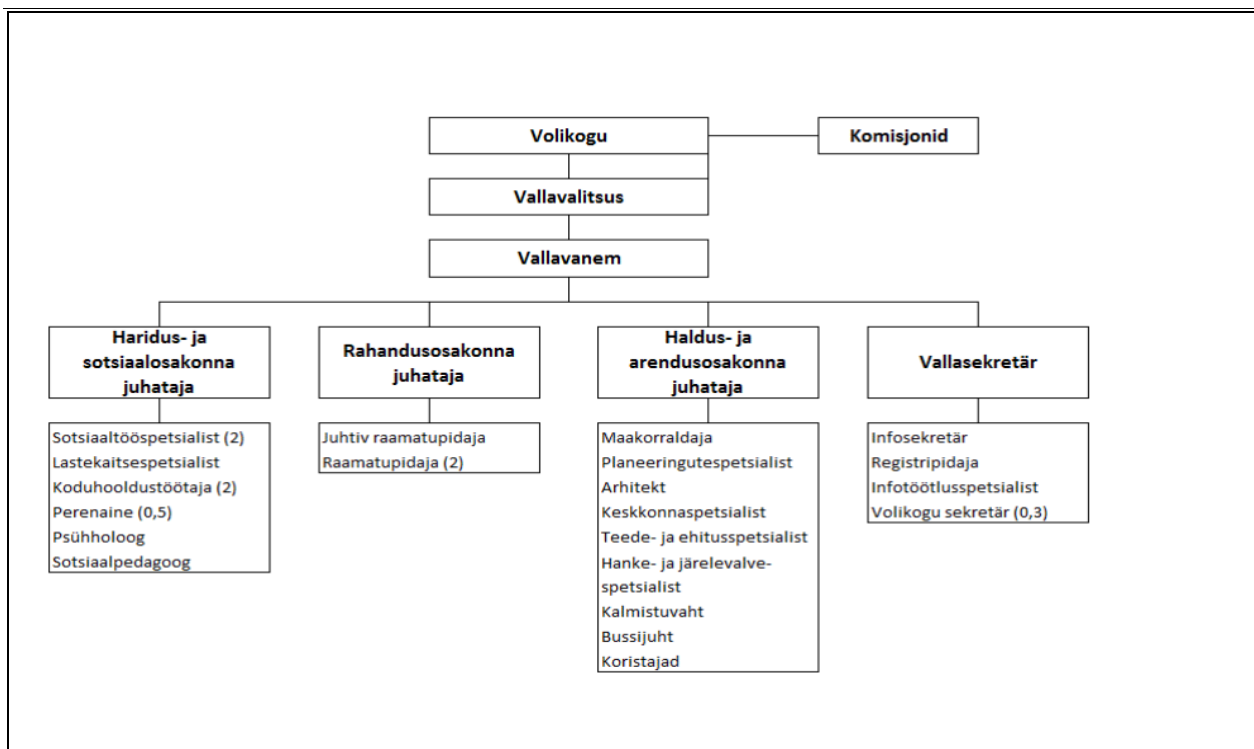 Volikogu
Komisjonid
Vallavalitsus
Vallavanem
Haridus- ja
sotsiaalosakonna
juhataja
Rahandusosakonna
juhataja
Haldus- ja
arendusosakonna
juhataja
Vallasekretär
Sotsiaaltööspetsialist (2)
Lastekaitsespetsialist
Koduhooldustöötaja (2)
Perenaine (0,5)
Psühholoog
Sotsiaalpedagoog
Juhtiv raamatupidaja
Raamatupidaja (2)
Maakorraldaja
Planeeringutespetsialist
Arhitekt
Keskkonnaspetsialist
Teede- ja ehitusspetsialist
Hanke- ja järelevalve-
spetsialist
Kalmistuvaht
Bussijuht
Koristajad
Infosekretär
Registripidaja
Infotöötlusspetsialist
Volikogu sekretär (0,3)